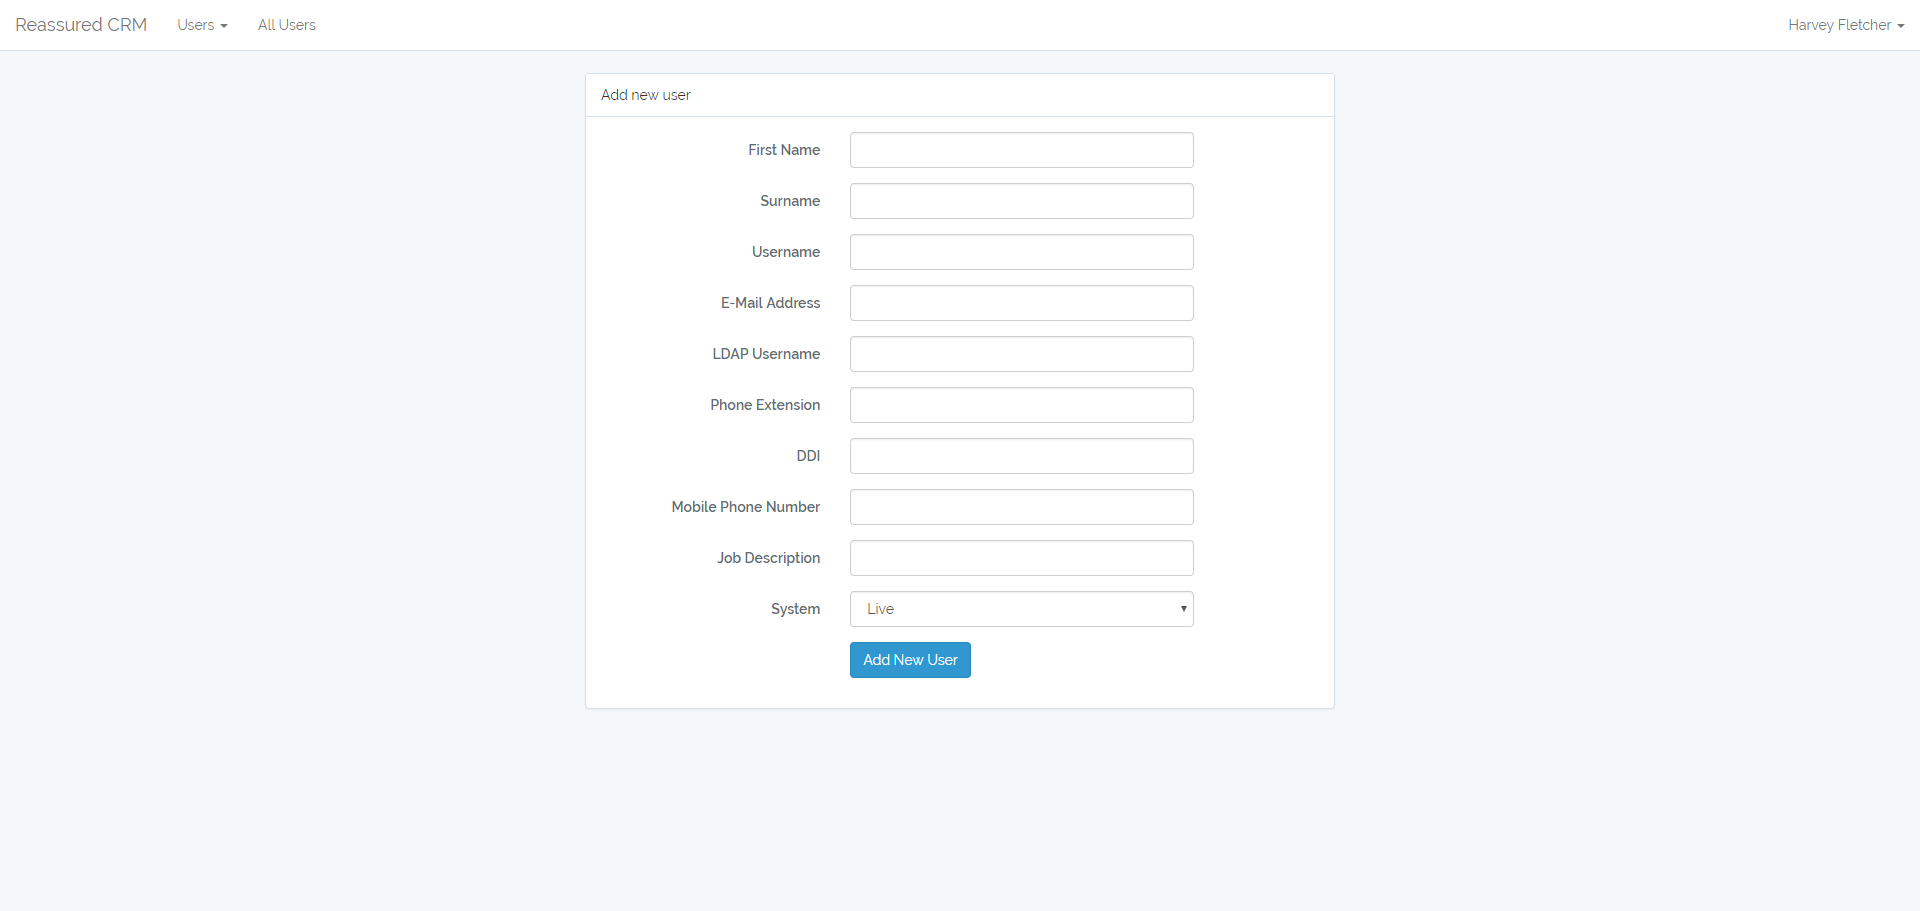 Reassured CRM Users All Users Harvey Fletcher
Add new user
First Name
Surname
Username
E-Mail Address
LDAP Username
Phone Extension
DDI
Mobile Phone Number
Job Description
System Live
Add New User